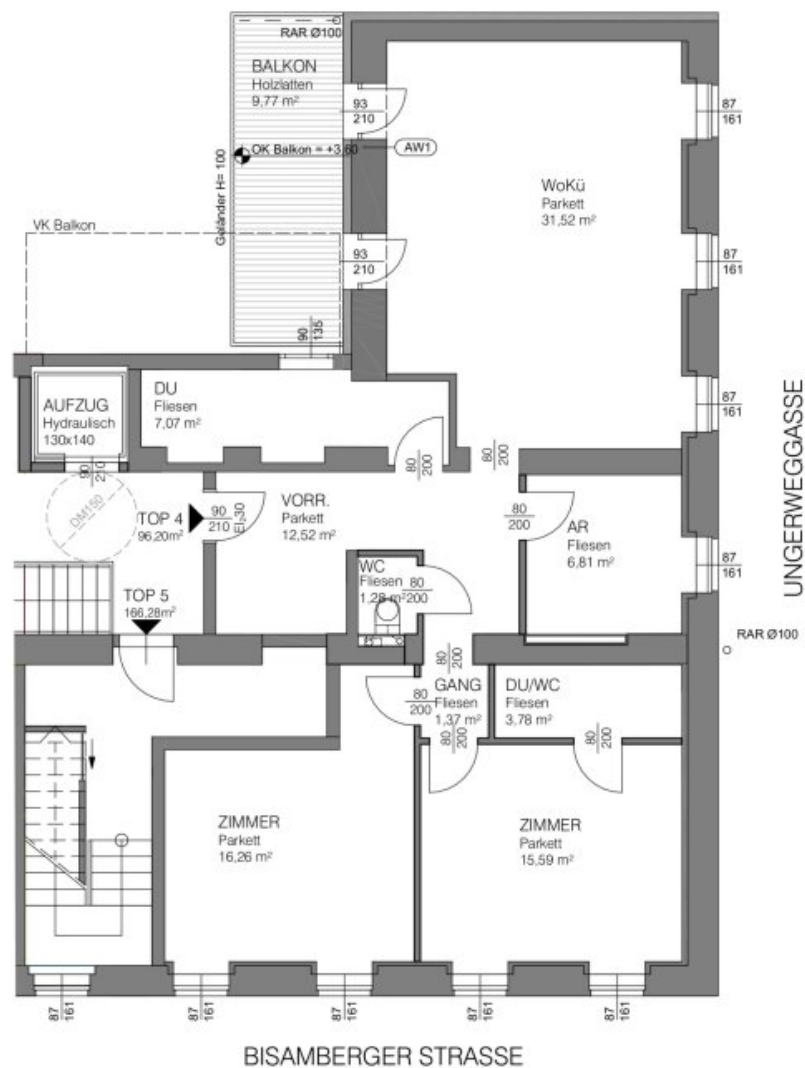 RAR Ø100
BALKON
Holzlatten
9,77 m²
93
210
87
161
OK Balkon = +3,60
AW1
Geländer H= 100
WoKü
Parkett
31,52 m²
VK Balkon
93
210
87
161
90
135
DU
Fliesen
7,07 m²
AUFZUG
Hydraulisch
130x140
87
161
UNGERWEGGASSE
90
210
80
200
80
200
DM150
TOP 4
96,20m²
90
210
EI₂30
VORR.
Parkett
12,52 m²
80
200
AR
Fliesen
6,81 m²
WC
Fliesen
1,28 m²
80
200
87
161
TOP 5
166,28m²
RAR Ø100
80
200
80
200
GANG
Fliesen
1,37 m²
DU/WC
Fliesen
3,78 m²
80
200
80
200
ZIMMER
Parkett
16,26 m²
ZIMMER
Parkett
15,59 m²
87
161
87
161
87
161
87
161
87
161
BISAMBERGER STRASSE